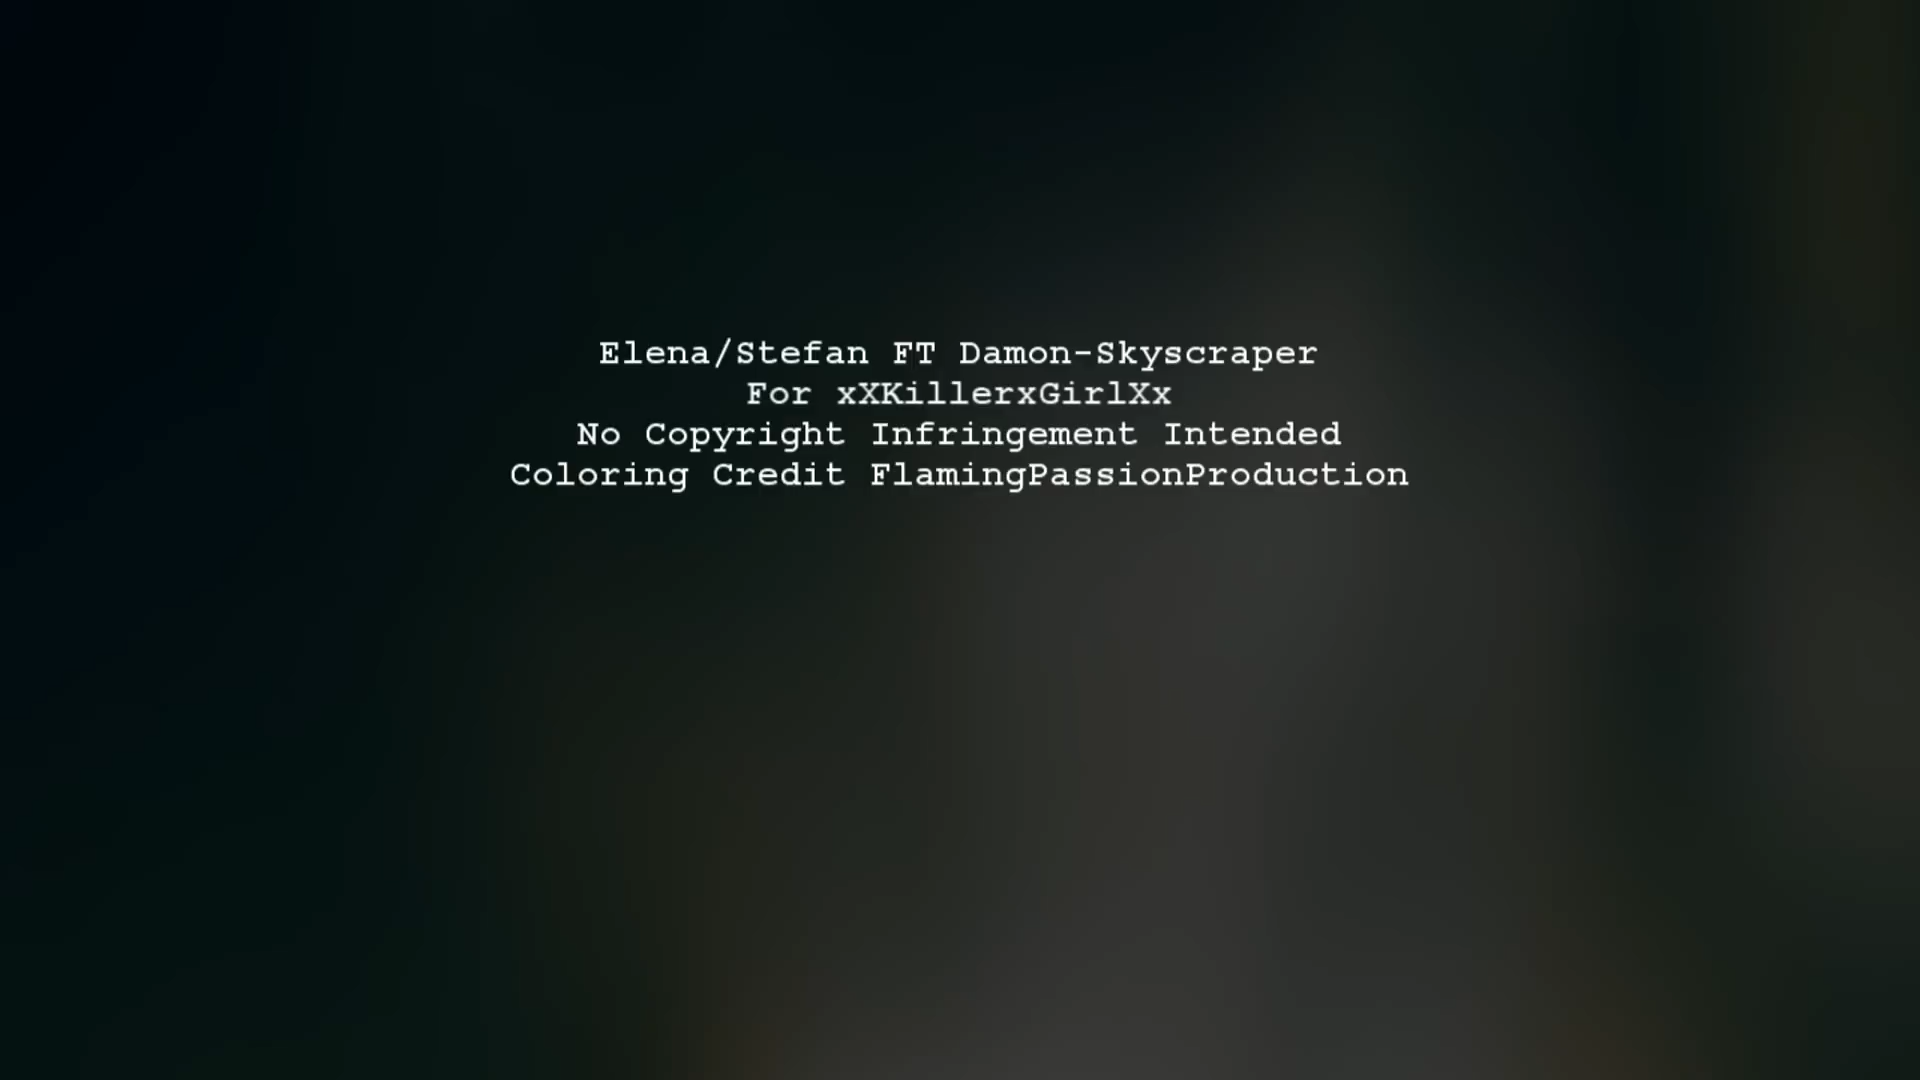 Elena/Stefan FT Damon-Skyscraper
For xXKillerxGirlXx
No Copyright Infringement Intended
Coloring Credit FlamingPassionProduction